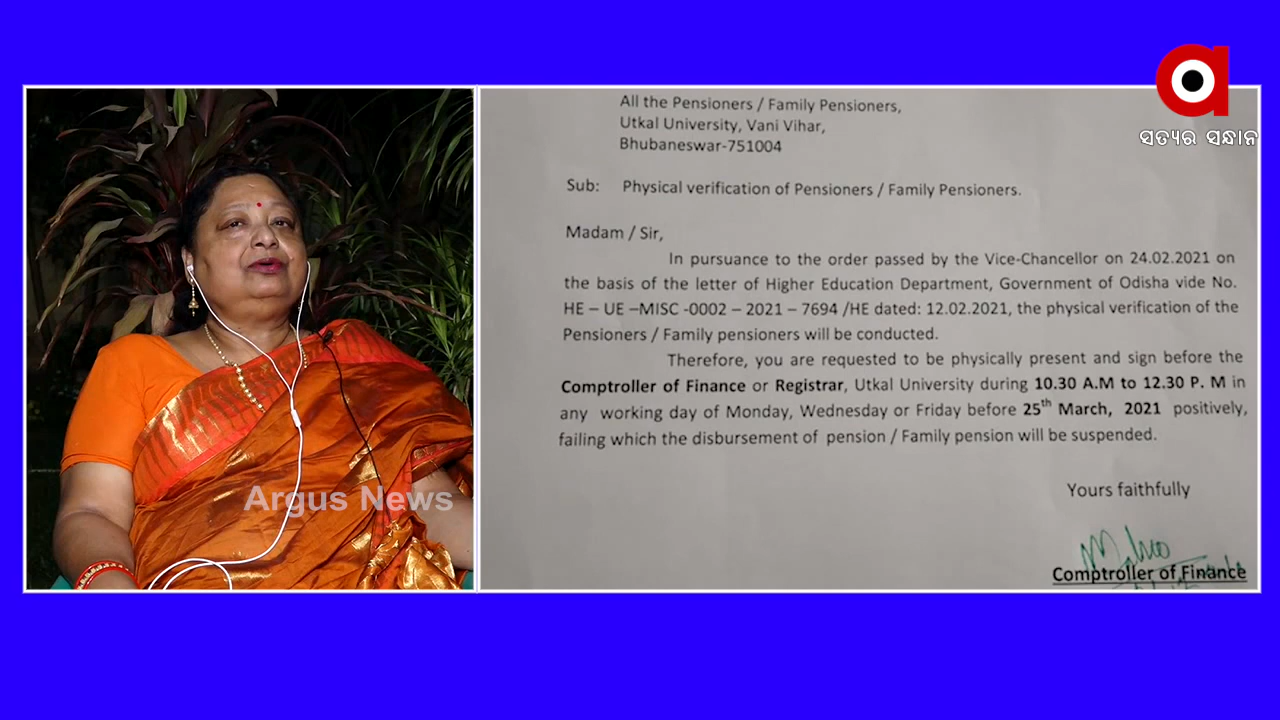 ସତ୍ୟର ସନ୍ଧାନ
Argus News
All the Pensioners / Family Pensioners,
Utkal University, Vani Vihar,
Bhubaneswar-751004
Sub: Physical verification of Pensioners / Family Pensioners.
Madam / Sir,
In pursuance to the order passed by the Vice-Chancellor on 24.02.2021 on
the basis of the letter of Higher Education Department, Government of Odisha vide No.
HE – UE –MISC -0002 – 2021 – 7694 /HE dated: 12.02.2021, the physical verification of the
Pensioners / Family pensioners will be conducted.
Therefore, you are requested to be physically present and sign before the
Comptroller of Finance or Registrar, Utkal University during 10.30 A.M to 12.30 P. M in
any working day of Monday, Wednesday or Friday before 25th March, 2021 positively,
failing which the disbursement of pension / Family pension will be suspended.
Yours faithfully
Comptroller of Finance